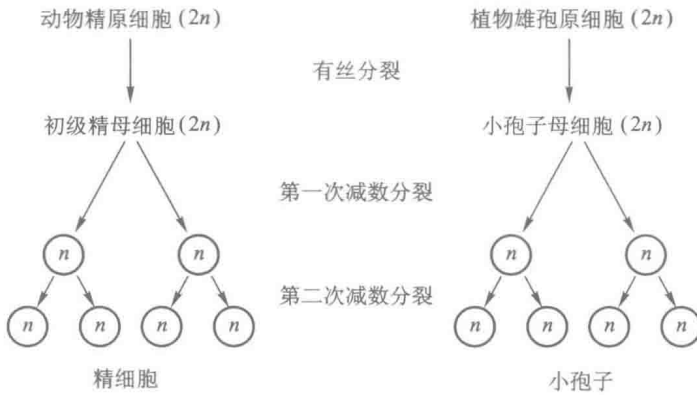 动物精原细胞(2n) 植物雄孢原细胞(2n)
有丝分裂
初级精母细胞(2n) 小孢子母细胞(2n)
第一次减数分裂
n n n n
第二次减数分裂
n n n n n n n n
精细胞 小孢子